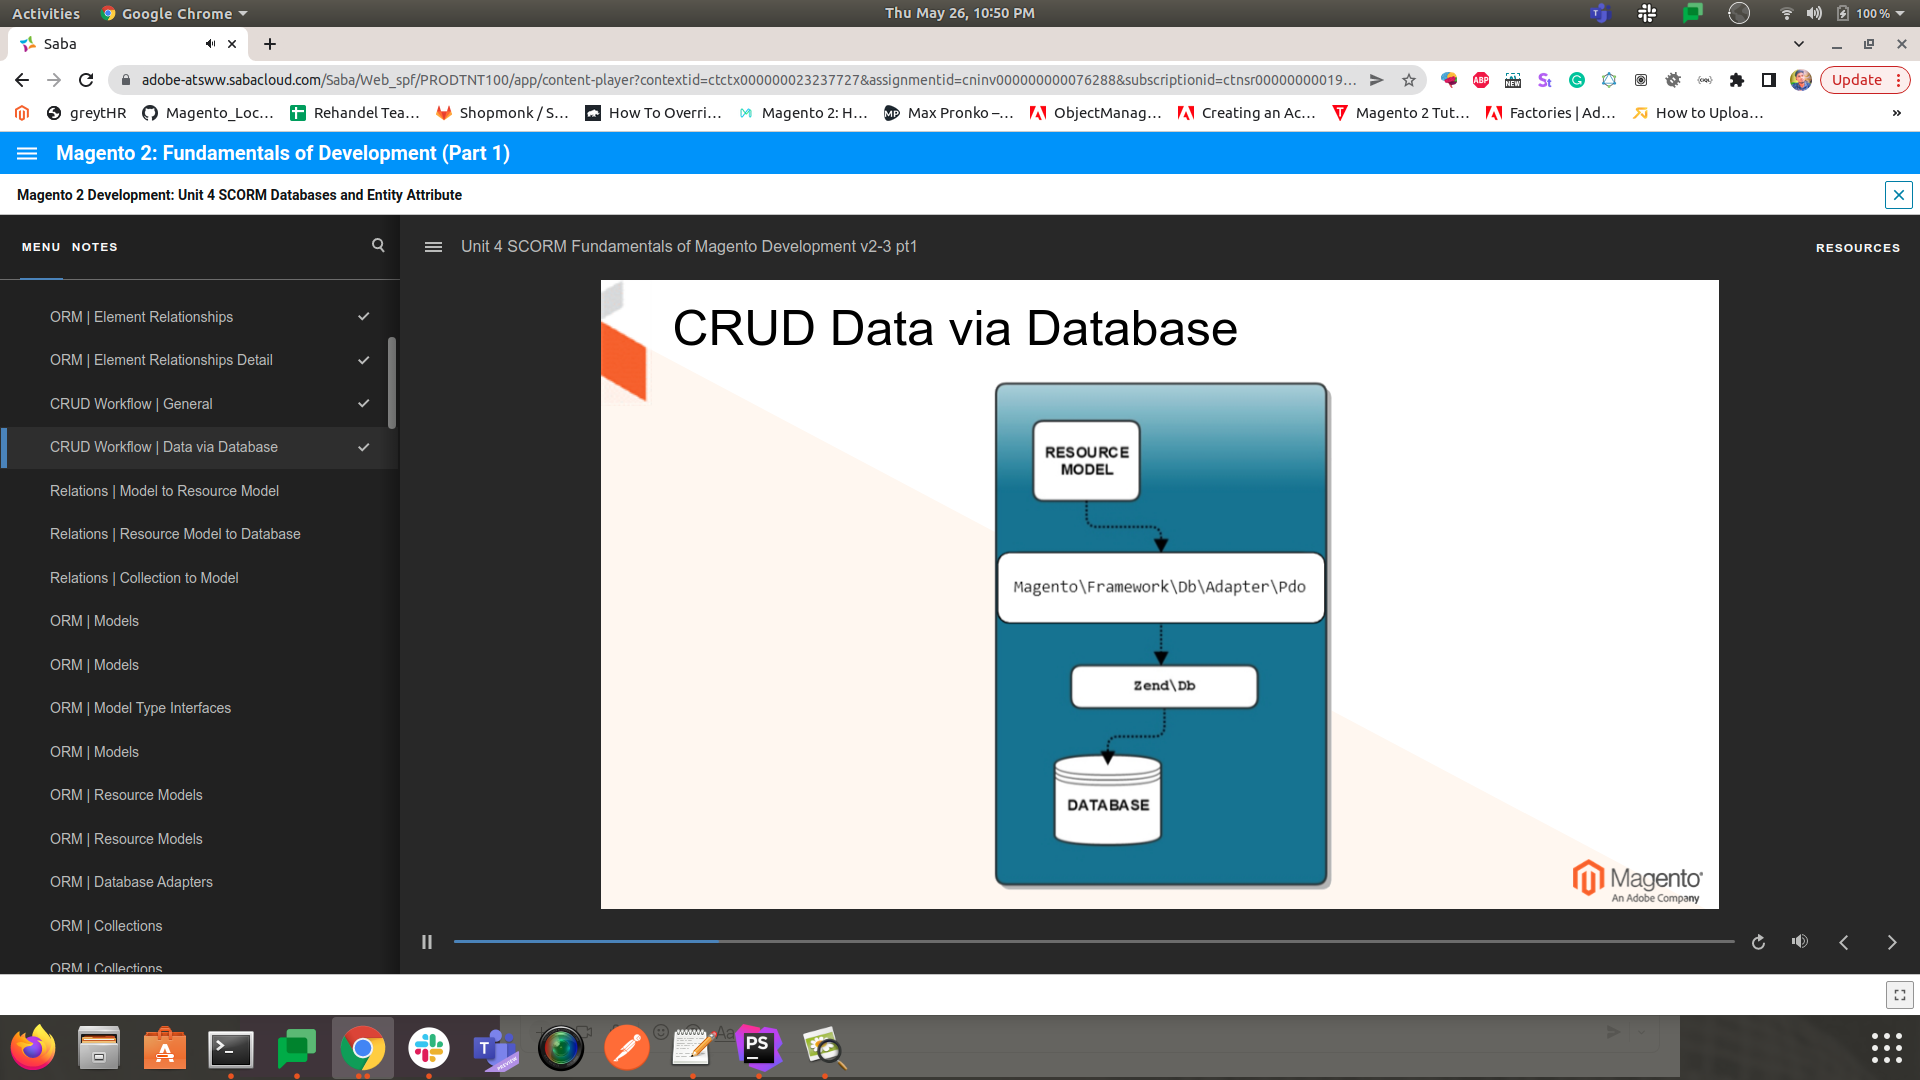 Activities
Google Chrome
Thu May 26, 10:50 PM
100 %
Saba
adobe-atsww.sabacloud.com/Saba/Web_spf/PRODTNT100/app/content-player?contextid=ctctx000000023237727&assignmentid=cninv000000000076288&subscriptionid=ctnsr00000000019...
ABP
NEW
Update
greytHR
Magento_Loc...
Rehandel Tea...
Shopmonk / S...
How To Overri...
Magento 2: H...
Max Pronko –...
ObjectManag...
Creating an Ac...
Magento 2 Tut...
Factories | Ad...
How to Uploa...
»
Magento 2: Fundamentals of Development (Part 1)
Magento 2 Development: Unit 4 SCORM Databases and Entity Attribute
MENU
NOTES
Unit 4 SCORM Fundamentals of Magento Development v2-3 pt1
RESOURCES
ORM | Element Relationships
ORM | Element Relationships Detail
CRUD Workflow | General
CRUD Workflow | Data via Database
Relations | Model to Resource Model
Relations | Resource Model to Database
Relations | Collection to Model
ORM | Models
ORM | Models
ORM | Model Type Interfaces
ORM | Models
ORM | Resource Models
ORM | Resource Models
ORM | Database Adapters
ORM | Collections
ORM | Collections
CRUD Data via Database
RESOURCE
MODEL
Magento\Framework\Db\Adapter\Pdo
Zend\Db
DATABASE
Magento
An Adobe Company
PS
Aa